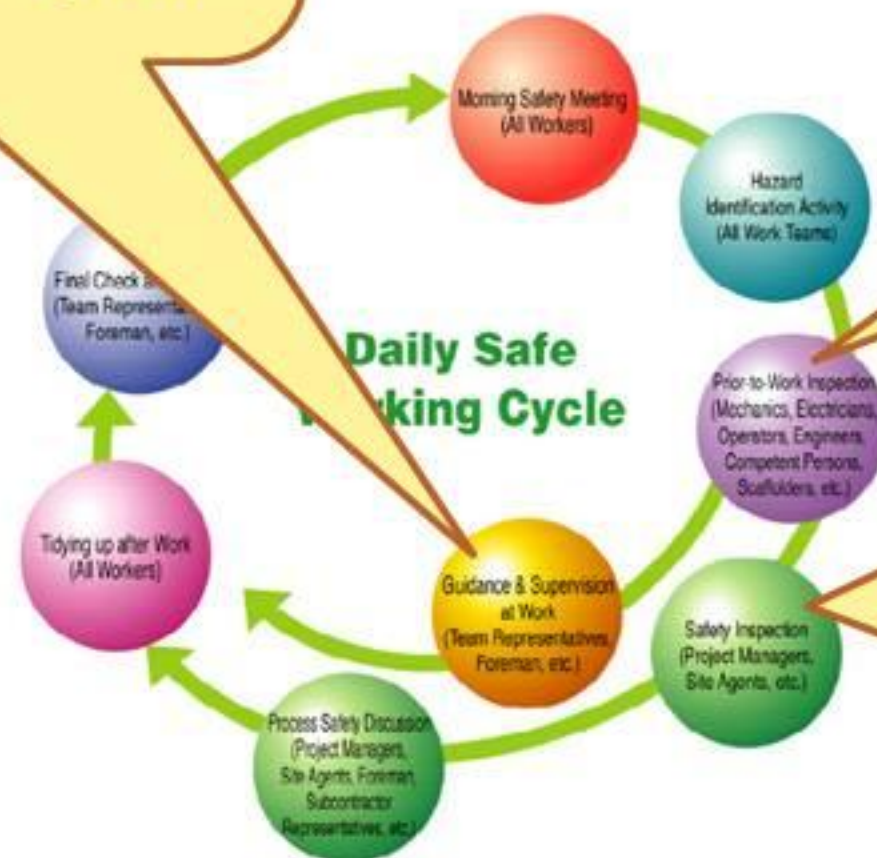 Morning Safety Meeting
(All Workers)
Hazard
Identification Activity
(All Work Teams)
Prior-to-Work Inspection
(Mechanics, Electricians,
Operators, Engineers,
Competent Persons,
Scaffolders, etc.)
Safety Inspection
(Project Managers,
Site Agents, etc.)
Guidance & Supervision
at Work
(Team Representatives,
Foreman, etc.)
Process Safety Discussion
(Project Managers,
Site Agents, Foreman,
Subcontractor
Representatives, etc.)
Tidying up after Work
(All Workers)
Final Check
(Team
Foreman, etc.)
Daily Safe
Cycle